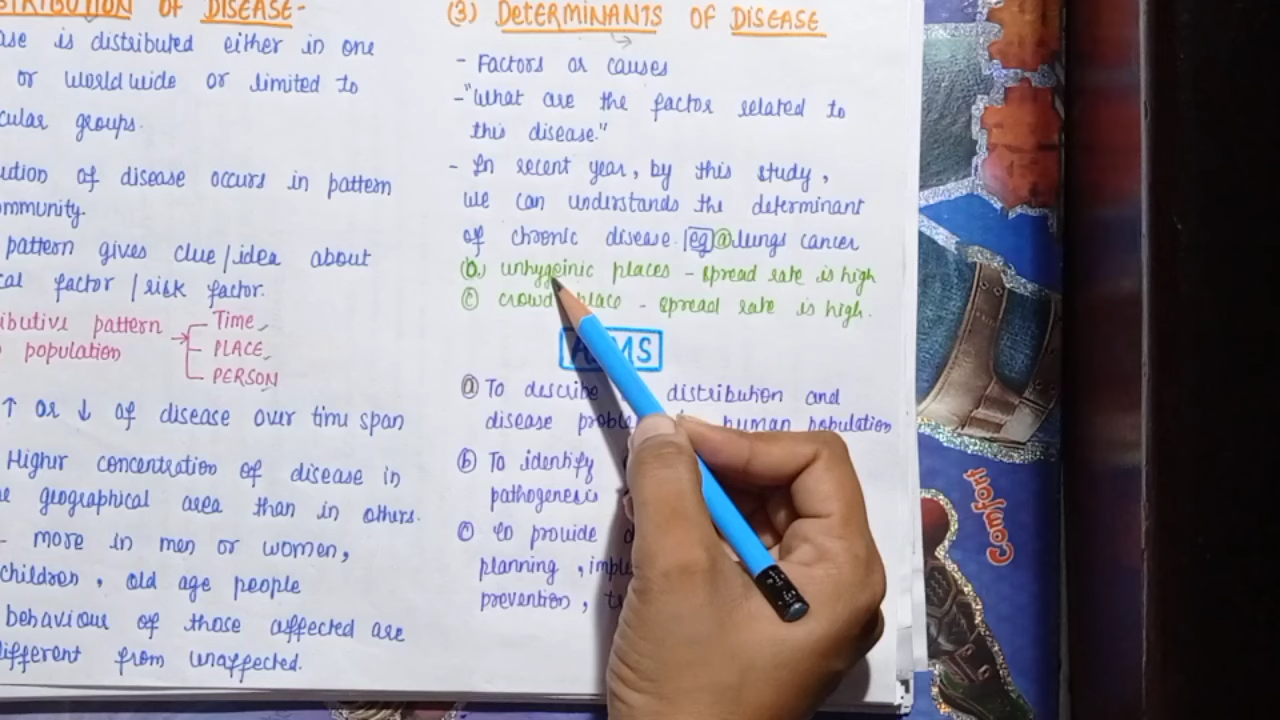 STRIBUTION OF DISEASE-
ase is distributed either in one
or worldwide or limited to
cular groups.
ution of disease occurs in pattern
ommunity.
pattern gives clue/idea about
cal factor/risk factor.
ibutive pattern → Time
population PLACE
PERSON
↑ or ↓ of disease over time span
Higher concentration of disease in
e geographical area than in others.
- more in men or women,
children, old age people
behaviour of those affected are
different from unaffected.
(3) DETERMINANTS OF DISEASE
- Factors or causes
- "What are the factor related to
this disease."
- In recent year, by this study,
we can understands the determinant
of chronic disease. eg (a) lungs cancer
(b.) unhygeinic places - spread rate is high
(c) crowd place - spread rate is high.
AIMS
(a) To describe distribution and
disease proble human population
(b) To identify
pathogenesis
(c) to provide d
planning, imple
prevention, t
Comfort